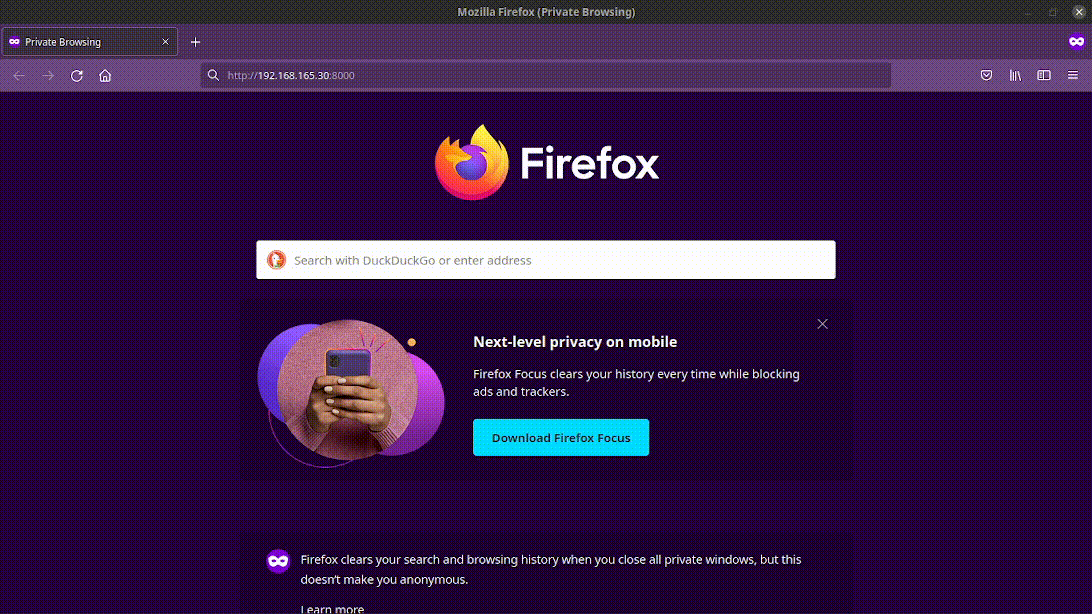 Mozilla Firefox (Private Browsing)
Private Browsing
http://192.168.165.30:8000
Firefox
Search with DuckDuckGo or enter address
Next-level privacy on mobile
Firefox Focus clears your history every time while blocking
ads and trackers.
Download Firefox Focus
Firefox clears your search and browsing history when you close all private windows, but this
doesn't make you anonymous.
Learn more